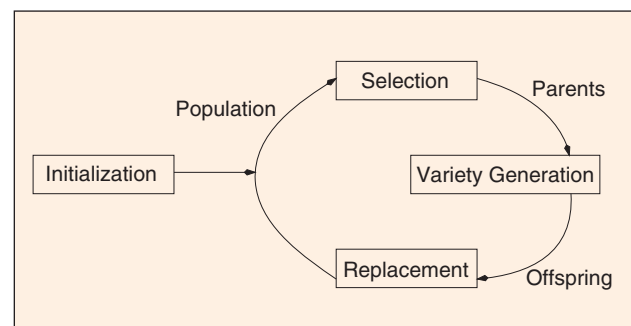 Selection
Parents
Population
Initialization
Variety Generation
Replacement
Offspring